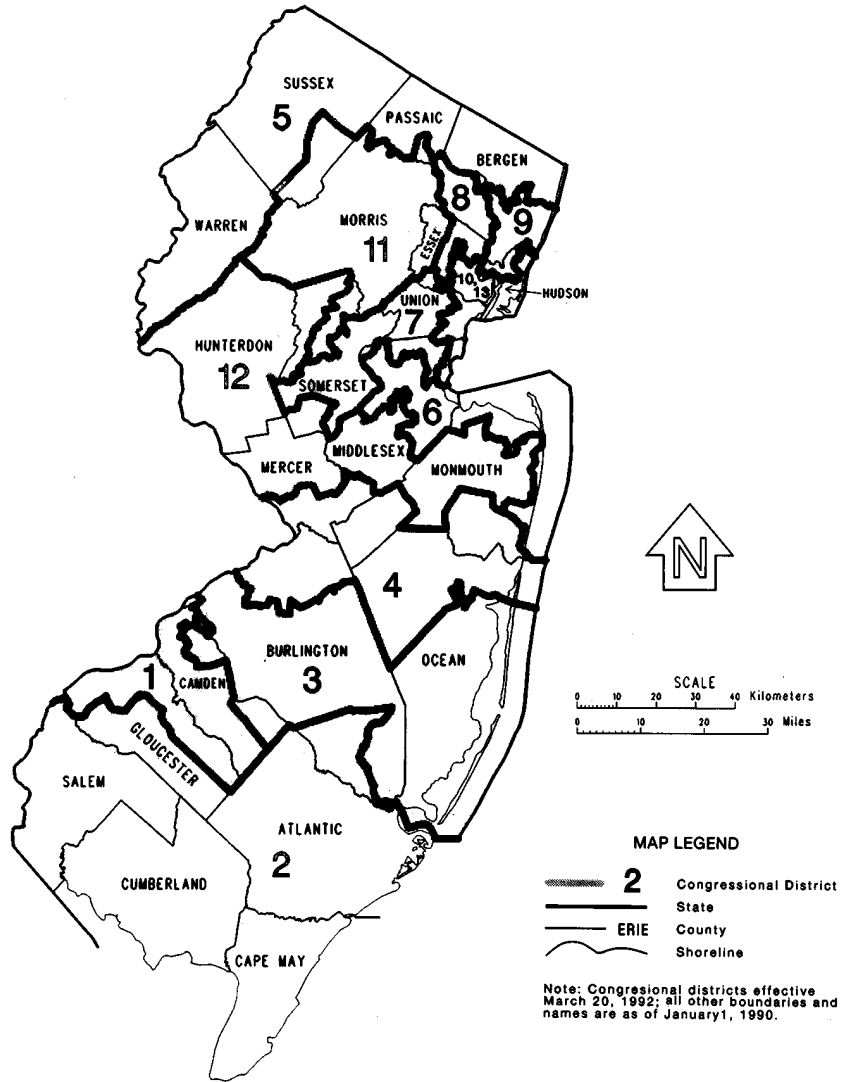 SUSSEX
5
PASSAIC
BERGEN
8
9
WARREN
MORRIS
11
ESSEX
10,
13
HUDSON
UNION
7
HUNTERDON
12
SOMERSET
6
MIDDLESEX
MERCER
MONMOUTH
N
4
BURLINGTON
3
OCEAN
1
CAMDEN
SCALE
0 10 20 30 40 Kilometers
0 10 20 30 Miles
GLOUCESTER
SALEM
ATLANTIC
2
MAP LEGEND
2 Congressional District
State
ERIE County
Shoreline
CUMBERLAND
CAPE MAY
Note: Congresional districts effective
March 20, 1992; all other boundaries and
names are as of January1, 1990.